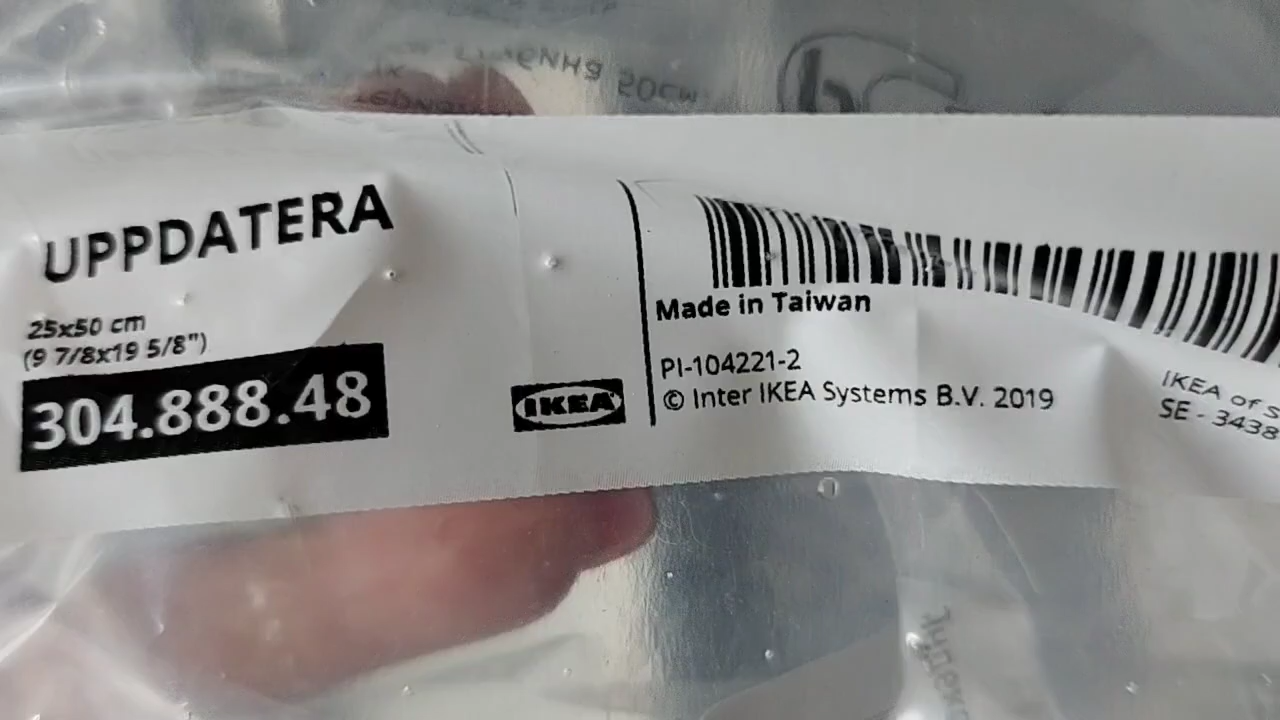 UPPDATERA
25x50 cm
(9 7/8x19 5/8")
304.888.48
IKEA
Made in Taiwan
PI-104221-2
© Inter IKEA Systems B.V. 2019
IKEA of S
SE - 3438